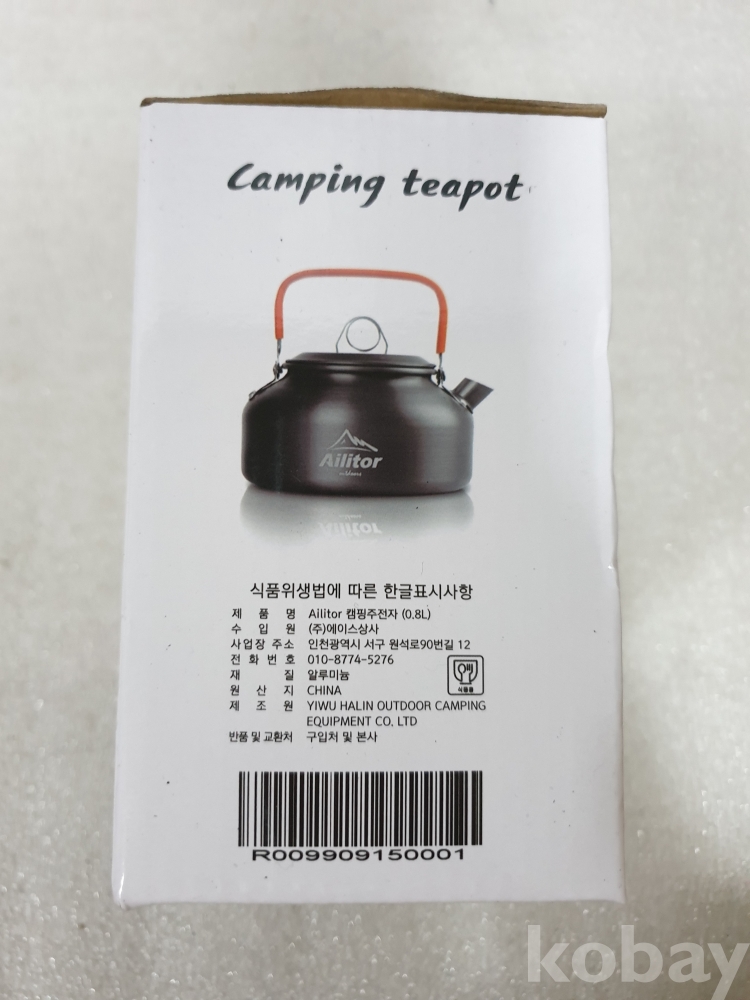 Camping teapot
Ailitor
식품위생법에 따른 한글표시사항
제 품 명 Ailitor 캠핑주전자 (0.8L)
수 입 원 (주)에이스상사
사업장 주소 인천광역시 서구 원석로90번길 12
전 화 번 호 010-8774-5276
재 질 알루미늄
원 산 지 CHINA
제 조 원 YIWU HALIN OUTDOOR CAMPING
EQUIPMENT CO. LTD
반품 및 교환처 구입처 및 본사
식품용
R009909150001
kobay